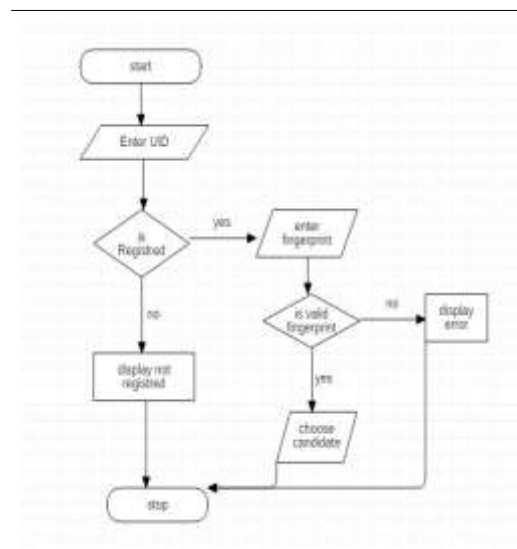 start
Enter UID
is
Registred
yes
enter
fingerprint
no
is valid
fingerprint
no
display
error
display not
registred
yes
choose
candidate
stop